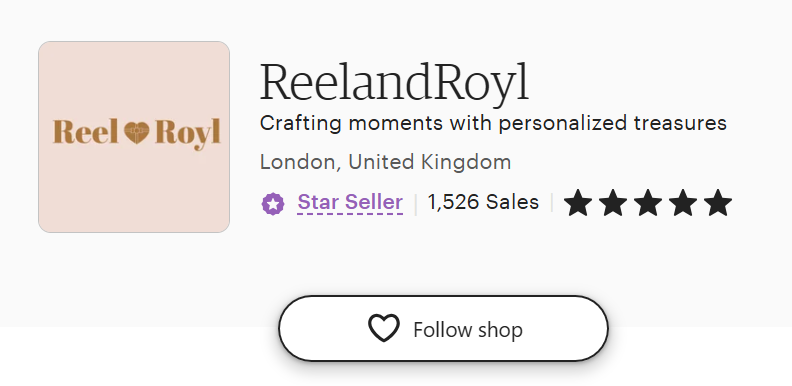 Reel Royl
ReelandRoyl
Crafting moments with personalized treasures
London, United Kingdom
Star Seller | 1,526 Sales |
Follow shop